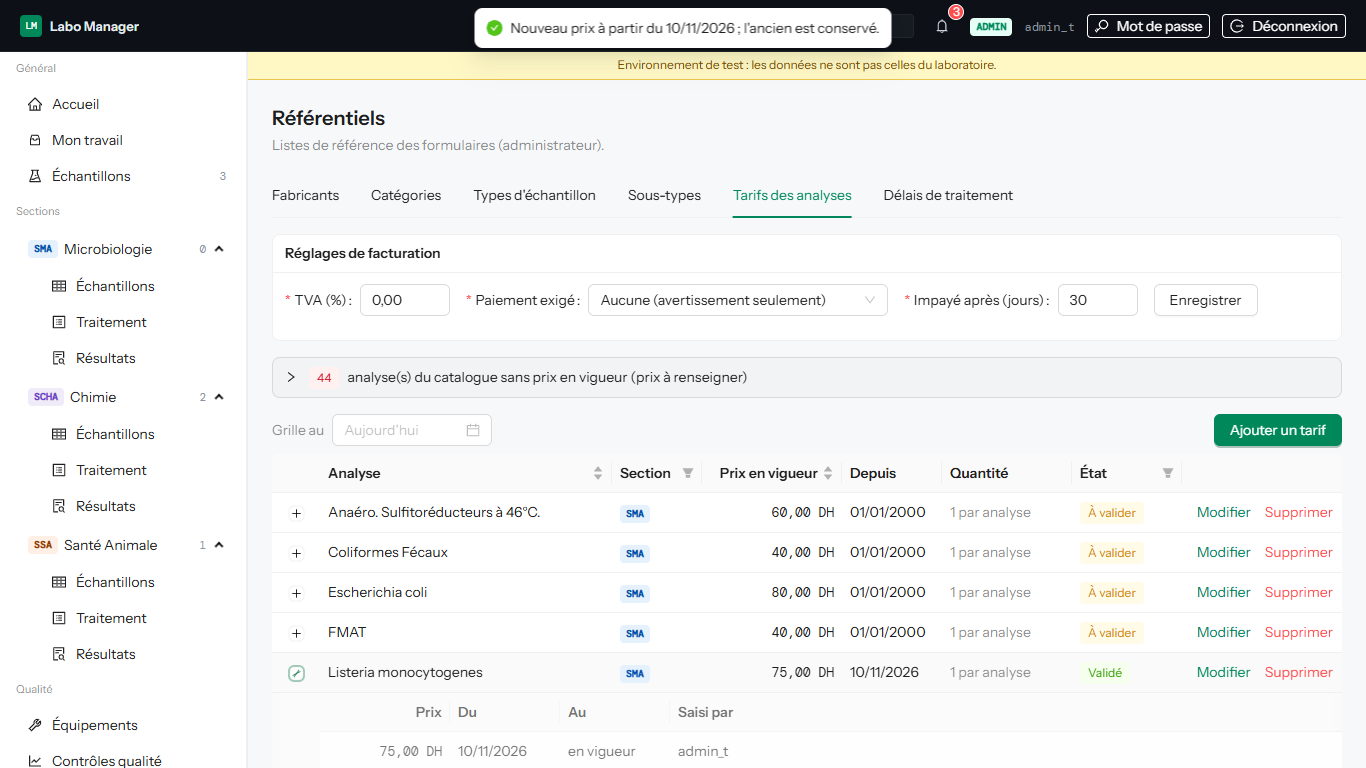 LM Labo Manager
Nouveau prix à partir du 10/11/2026 ; l'ancien est conservé.
3
ADMIN admin_t Mot de passe Déconnexion
Environnement de test : les données ne sont pas celles du laboratoire.
Général
Accueil
Mon travail
Échantillons 3
Sections
SMA Microbiologie 0
Échantillons
Traitement
Résultats
SCHA Chimie 2
Échantillons
Traitement
Résultats
SSA Santé Animale 1
Échantillons
Traitement
Résultats
Qualité
Équipements
Contrôles qualité
Référentiels
Listes de référence des formulaires (administrateur).
Fabricants Catégories Types d'échantillon Sous-types Tarifs des analyses Délais de traitement
Réglages de facturation
* TVA (%) : 0,00 * Paiement exigé : Aucune (avertissement seulement) * Impayé après (jours) : 30 Enregistrer
44 analyse(s) du catalogue sans prix en vigueur (prix à renseigner)
Grille au Aujourd'hui Ajouter un tarif
Analyse Section Prix en vigueur Depuis Quantité État
Anaéro. Sulfitoréducteurs à 46°C. SMA 60,00 DH 01/01/2000 1 par analyse À valider Modifier Supprimer
Coliformes Fécaux SMA 40,00 DH 01/01/2000 1 par analyse À valider Modifier Supprimer
Escherichia coli SMA 80,00 DH 01/01/2000 1 par analyse À valider Modifier Supprimer
FMAT SMA 40,00 DH 01/01/2000 1 par analyse À valider Modifier Supprimer
Listeria monocytogenes SMA 75,00 DH 10/11/2026 1 par analyse Validé Modifier Supprimer
Prix Du Au Saisi par
75,00 DH 10/11/2026 en vigueur admin_t